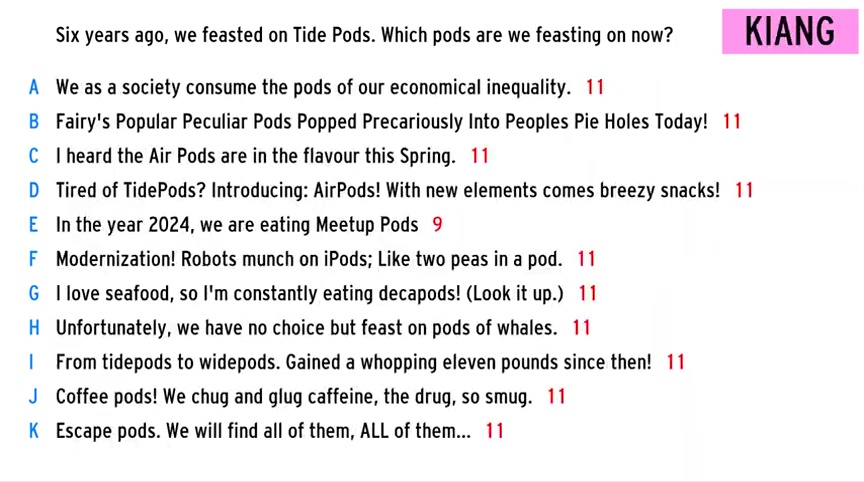 Six years ago, we feasted on Tide Pods. Which pods are we feasting on now?
KIANG
A We as a society consume the pods of our economical inequality. 11
B Fairy's Popular Peculiar Pods Popped Precariously Into Peoples Pie Holes Today! 11
C I heard the Air Pods are in the flavour this Spring. 11
D Tired of TidePods? Introducing: AirPods! With new elements comes breezy snacks! 11
E In the year 2024, we are eating Meetup Pods 9
F Modernization! Robots munch on iPods; Like two peas in a pod. 11
G I love seafood, so I'm constantly eating decapods! (Look it up.) 11
H Unfortunately, we have no choice but feast on pods of whales. 11
I From tidepods to widepods. Gained a whopping eleven pounds since then! 11
J Coffee pods! We chug and glug caffeine, the drug, so smug. 11
K Escape pods. We will find all of them, ALL of them... 11